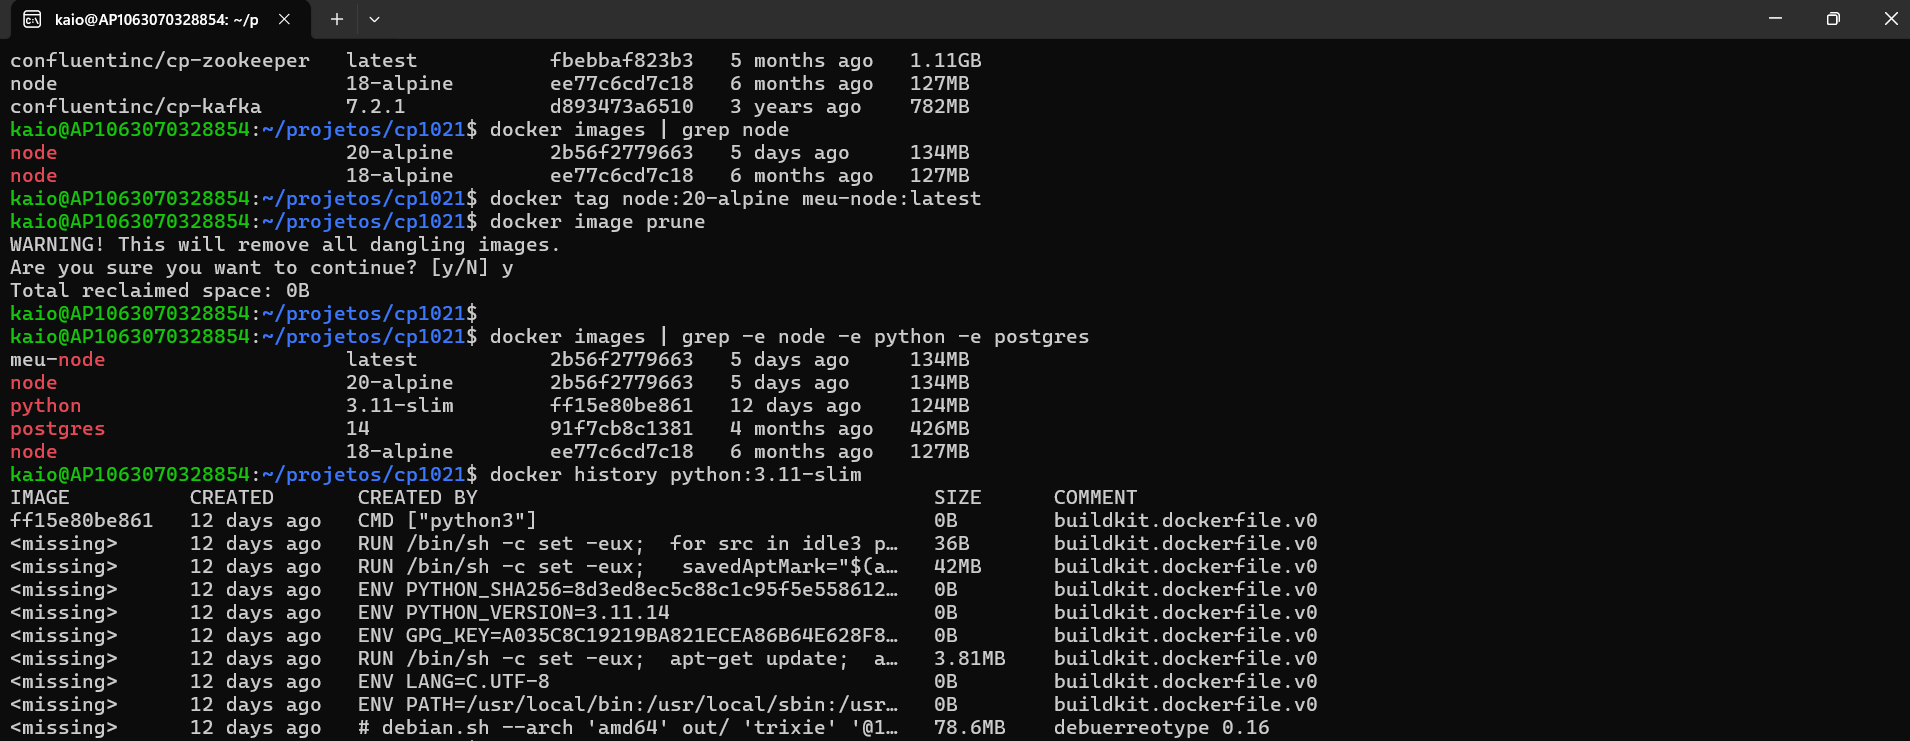 kaio@AP1063070328854: ~/p
confluentinc/cp-zookeeper   latest           fbebbaf823b3   5 months ago   1.11GB
node                        18-alpine        ee77c6cd7c18   6 months ago   127MB
confluentinc/cp-kafka       7.2.1            d893473a6510   3 years ago    782MB
kaio@AP1063070328854:~/projetos/cp1021$ docker images | grep node
node                        20-alpine        2b56f2779663   5 days ago     134MB
node                        18-alpine        ee77c6cd7c18   6 months ago   127MB
kaio@AP1063070328854:~/projetos/cp1021$ docker tag node:20-alpine meu-node:latest
kaio@AP1063070328854:~/projetos/cp1021$ docker image prune
WARNING! This will remove all dangling images.
Are you sure you want to continue? [y/N] y
Total reclaimed space: 0B
kaio@AP1063070328854:~/projetos/cp1021$
kaio@AP1063070328854:~/projetos/cp1021$ docker images | grep -e node -e python -e postgres
meu-node                    latest           2b56f2779663   5 days ago     134MB
node                        20-alpine        2b56f2779663   5 days ago     134MB
python                      3.11-slim        ff15e80be861   12 days ago    124MB
postgres                    14               91f7cb8c1381   4 months ago   426MB
node                        18-alpine        ee77c6cd7c18   6 months ago   127MB
kaio@AP1063070328854:~/projetos/cp1021$ docker history python:3.11-slim
IMAGE          CREATED       CREATED BY                                      SIZE      COMMENT
ff15e80be861   12 days ago   CMD ["python3"]                                 0B        buildkit.dockerfile.v0
<missing>      12 days ago   RUN /bin/sh -c set -eux;  for src in idle3 p…   36B       buildkit.dockerfile.v0
<missing>      12 days ago   RUN /bin/sh -c set -eux;   savedAptMark="$(a…   42MB      buildkit.dockerfile.v0
<missing>      12 days ago   ENV PYTHON_SHA256=8d3ed8ec5c88c1c95f5e558612…   0B        buildkit.dockerfile.v0
<missing>      12 days ago   ENV PYTHON_VERSION=3.11.14                      0B        buildkit.dockerfile.v0
<missing>      12 days ago   ENV GPG_KEY=A035C8C19219BA821ECEA86B64E628F8…   0B        buildkit.dockerfile.v0
<missing>      12 days ago   RUN /bin/sh -c set -eux;  apt-get update;  a…   3.81MB    buildkit.dockerfile.v0
<missing>      12 days ago   ENV LANG=C.UTF-8                                0B        buildkit.dockerfile.v0
<missing>      12 days ago   ENV PATH=/usr/local/bin:/usr/local/sbin:/usr…   0B        buildkit.dockerfile.v0
<missing>      12 days ago   # debian.sh --arch 'amd64' out/ 'trixie' '@1…   78.6MB    debuerreotype 0.16